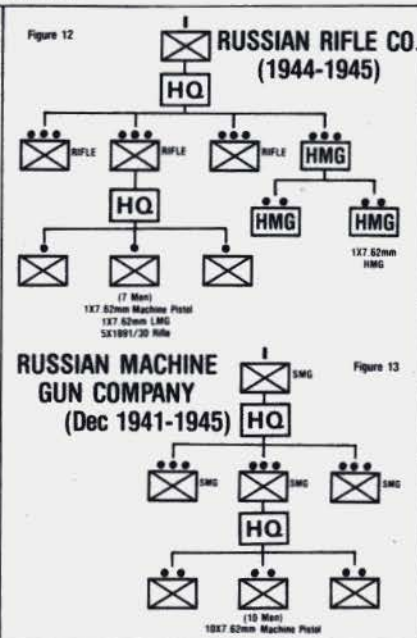 Figure 12
RUSSIAN RIFLE CO.
(1944-1945)
HQ
RIFLE
RIFLE
RIFLE
HMG
HQ
HMG
HMG
1X7.62mm
HMG
(7 Men)
1X7.62mm Machine Pistol
1X7.62mm LMG
5X1891/30 Rifle
RUSSIAN MACHINE
GUN COMPANY
(Dec 1941-1945)
Figure 13
SMG
HQ
SMG
SMG
SMG
HQ
(10 Men)
10X7.62mm Machine Pistol